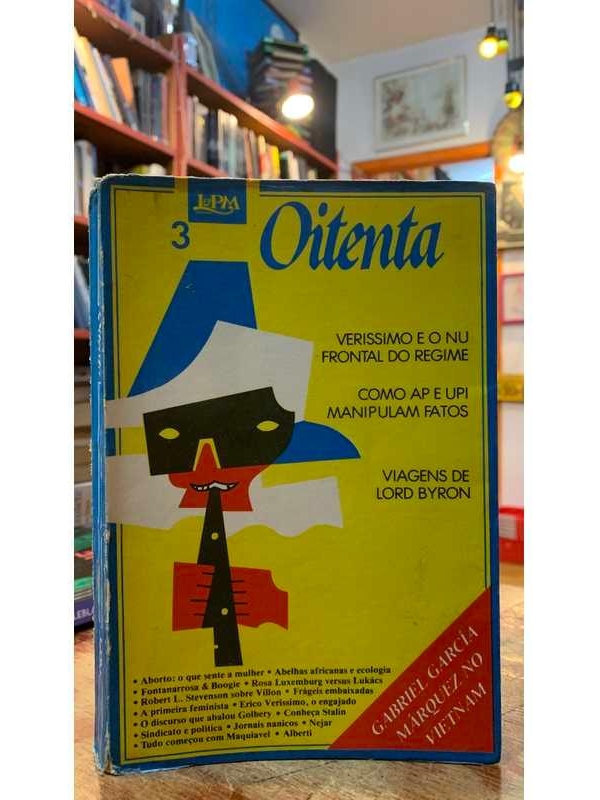 L&PM
3
Oitenta
VERISSIMO E O NU
FRONTAL DO REGIME
COMO AP E UPI
MANIPULAM FATOS
VIAGENS DE
LORD BYRON
• Aborto: o que sente a mulher • Abelhas africanas e ecologia
• Fontanarrosa & Boogie • Rosa Luxemburg versus Lukács
• Robert L. Stevenson sobre Villon • Frágeis embaixadas
• A primeira feminista • Erico Verissimo, o engajado
• O discurso que abalou Golbery • Conheça Stalin
• Sindicato e política • Jornais nanicos • Nejar
• Tudo começou com Maquiavel • Alberti
GABRIEL GARCÍA
MARQUEZ NO
VIETNAM